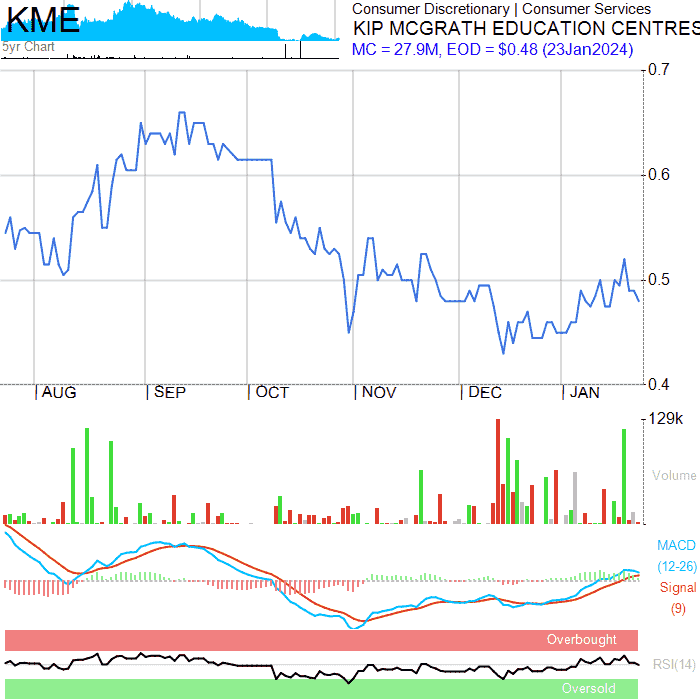 KME
5yr Chart
Consumer Discretionary | Consumer Services
KIP MCGRATH EDUCATION CENTRES
MC = 27.9M, EOD = $0.48 (23Jan2024)
0.7
0.6
0.5
0.4
AUG SEP OCT NOV DEC JAN
129k
Volume
MACD
(12-26)
Signal
(9)
Overbought
RSI(14)
Oversold